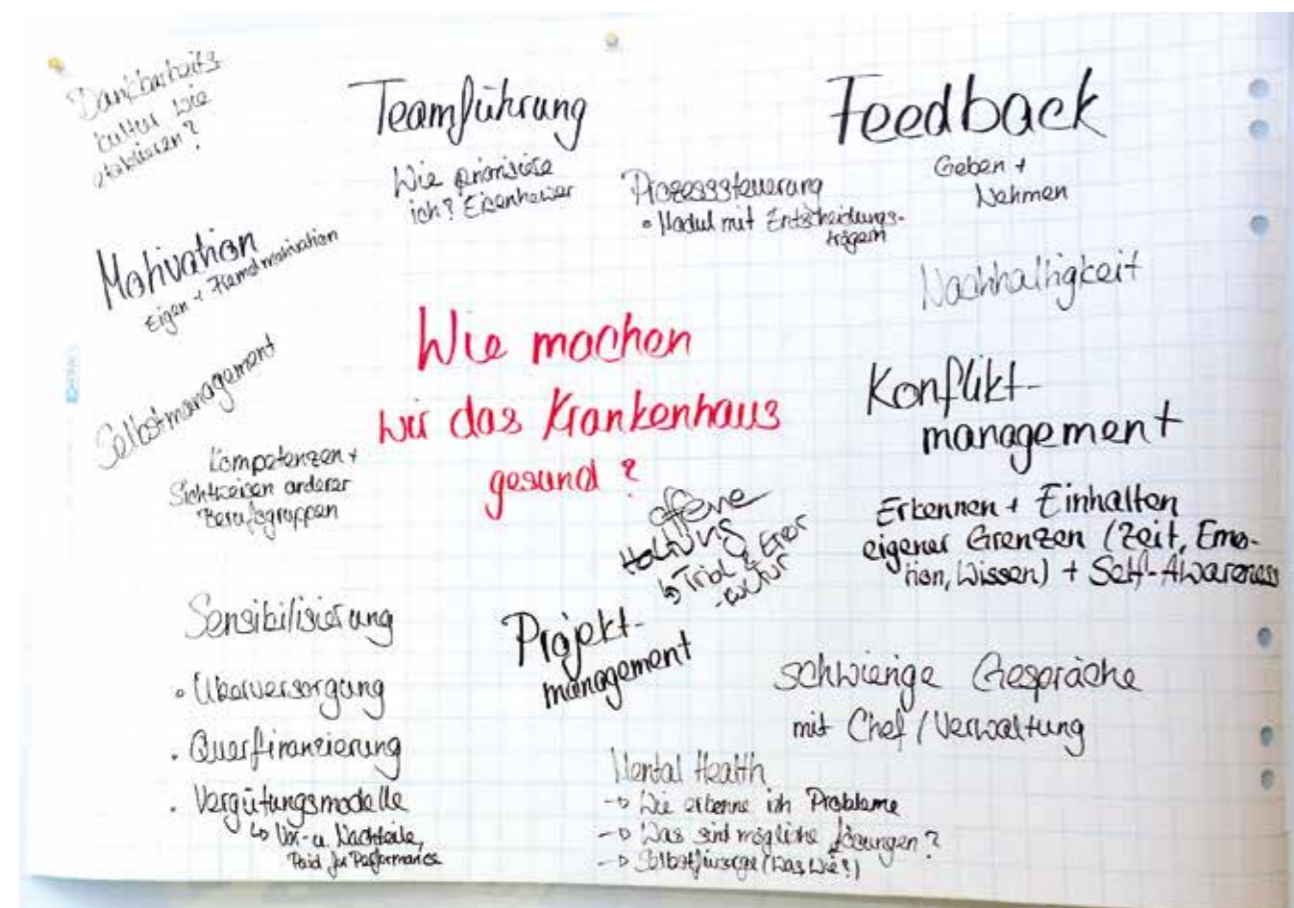 Dankbarkeits
kultur wie
etablieren?
Teamführung
Wie priorisiere
ich? Eisenhower
Prozesssteuerung
• Modul mit Entscheidungs-
trägern
Feedback
Geben +
Nehmen
Motivation
Eigen + Fremdmotivation
Nachhaltigkeit
Selbstmanagement
Wie machen
wir das Krankenhaus
gesund?
Konflikt-
management
Kompetenzen +
Sichtweisen anderer
Berufsgruppen
offene
Haltung
↳ Trial & Error
-cultur
Erkennen + Einhalten
eigener Grenzen (Zeit, Emo-
tion, Wissen) + Self-Awareness
Sensibilisierung
• Überversorgung
• Querfinanzierung
• Vergütungsmodelle
↳ Vor- u. Nachteile,
Paid for Performance
Projekt-
management
schwierige Gespräche
mit Chef / Verwaltung
Mental Health
→ Wie erkenne ich Probleme
→ Was sind mögliche Lösungen?
→ Selbstfürsorge (Was, Wie?)